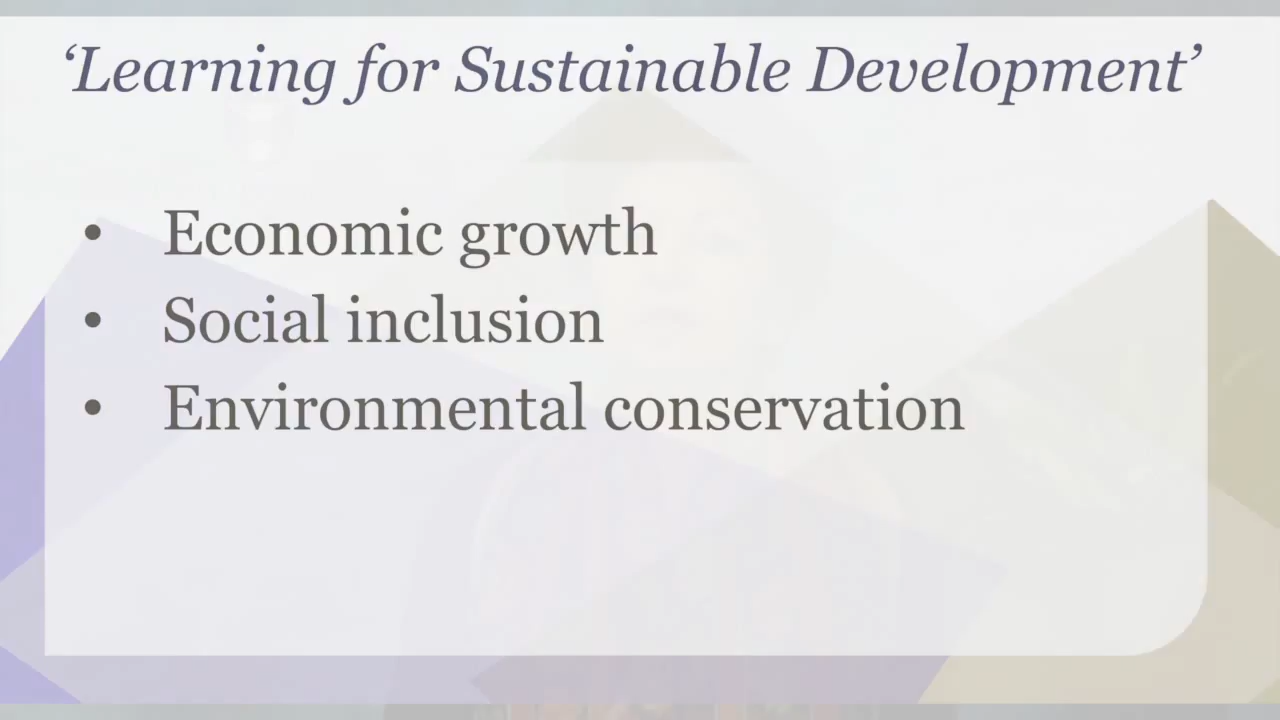 ‘Learning for Sustainable Development’
• Economic growth
• Social inclusion
• Environmental conservation